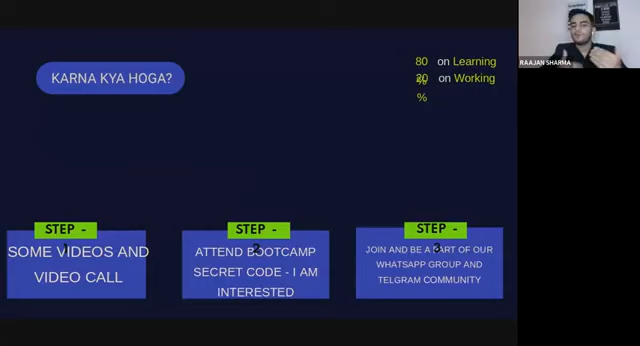 KARNA KYA HOGA?
80 % on Learning
20 % on Working
STEP - 1
SOME VIDEOS AND
VIDEO CALL
STEP - 2
ATTEND BOOTCAMP
SECRET CODE - I AM
INTERESTED
STEP - 3
JOIN AND BE A PART OF OUR
WHATSAPP GROUP AND
TELGRAM COMMUNITY
RAAJAN SHARMA